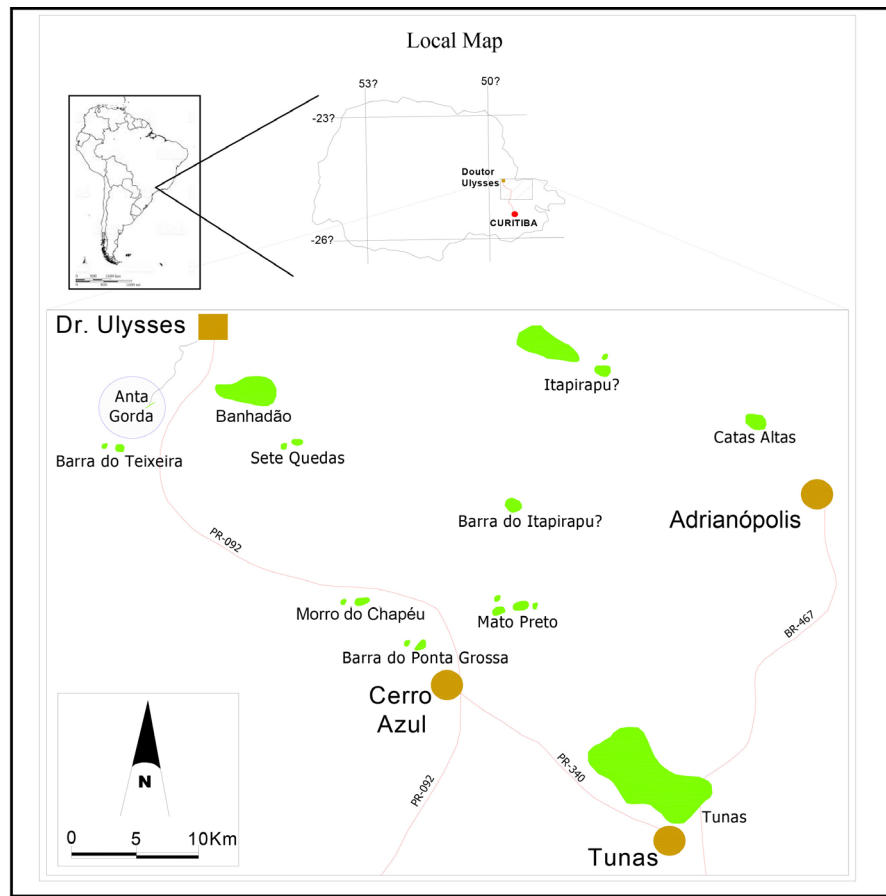 Local Map
53?
50?
-23?
Doutor
Ulysses
CURITIBA
-26?
Dr. Ulysses
Anta
Gorda
Banhadão
Itapirapu?
Catas Altas
Barra do Teixeira
Sete Quedas
Adrianópolis
Barra do Itapirapu?
PR-092
Morro do Chapéu
Mato Preto
BR-467
Barra do Ponta Grossa
Cerro
Azul
PR-340
PR-092
N
Tunas
0 5 10Km
Tunas